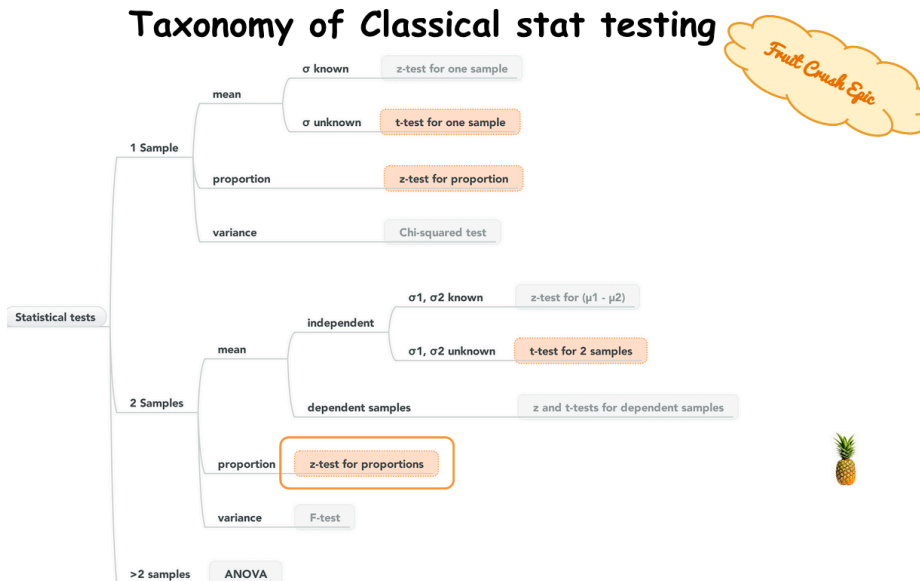 Taxonomy of Classical stat testing
Fruit Crush Epic
σ known z-test for one sample
mean
σ unknown t-test for one sample
1 Sample
proportion z-test for proportion
variance Chi-squared test
σ1, σ2 known z-test for (μ1 - μ2)
Statistical tests
independent
mean
σ1, σ2 unknown t-test for 2 samples
2 Samples
dependent samples z and t-tests for dependent samples
proportion z-test for proportions
variance F-test
>2 samples ANOVA